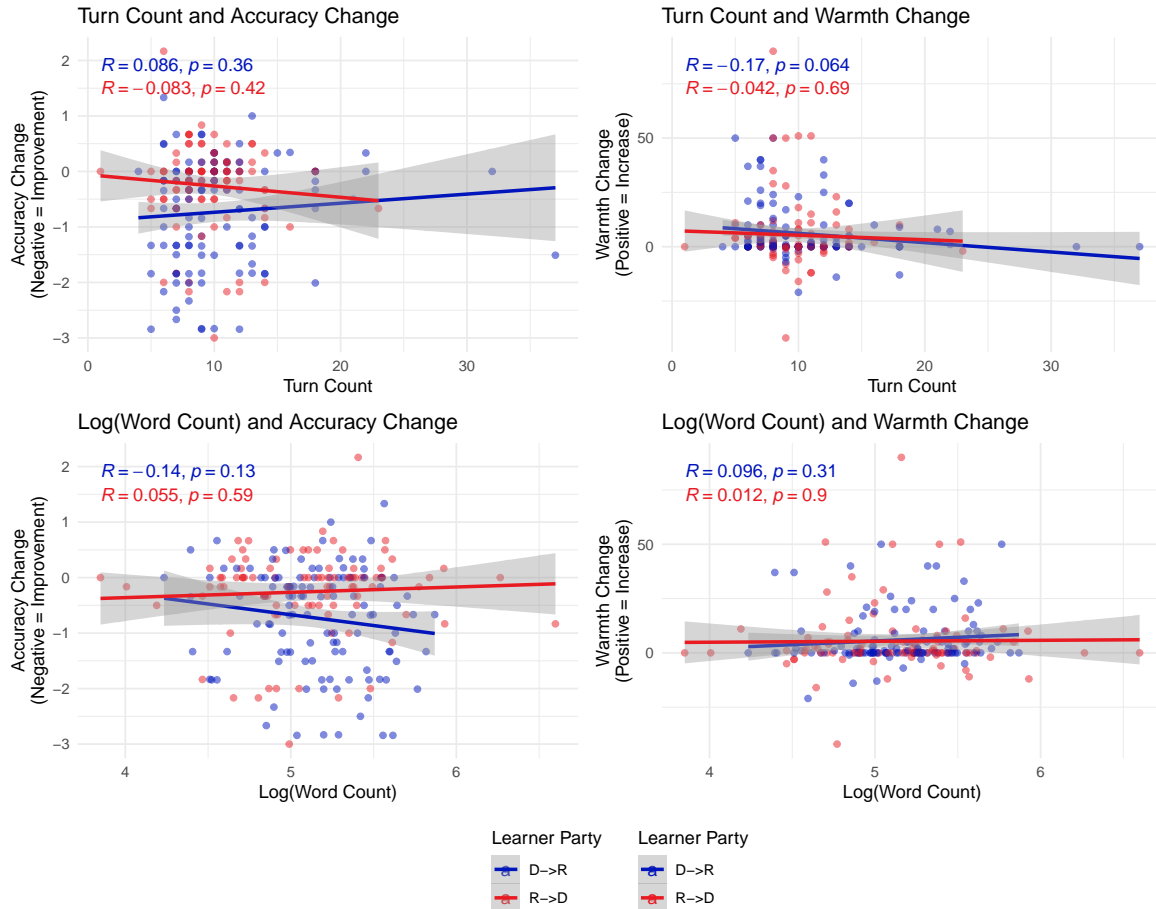 Turn Count and Accuracy Change
R = 0.086, p = 0.36
R = −0.083, p = 0.42
2
1
0
−1
−2
−3
Accuracy Change
(Negative = Improvement)
0
10
20
30
Turn Count
Turn Count and Warmth Change
R = −0.17, p = 0.064
R = −0.042, p = 0.69
50
0
Warmth Change
(Positive = Increase)
0
10
20
30
Turn Count
Log(Word Count) and Accuracy Change
R = −0.14, p = 0.13
R = 0.055, p = 0.59
2
1
0
−1
−2
−3
Accuracy Change
(Negative = Improvement)
4
5
6
Log(Word Count)
Log(Word Count) and Warmth Change
R = 0.096, p = 0.31
R = 0.012, p = 0.9
50
0
Warmth Change
(Positive = Increase)
4
5
6
Log(Word Count)
Learner Party
a D−>R
a R−>D
Learner Party
a D−>R
a R−>D